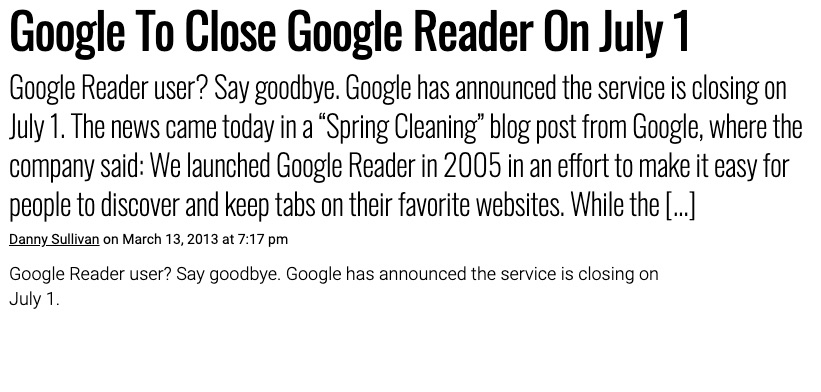 Google To Close Google Reader On July 1
Google Reader user? Say goodbye. Google has announced the service is closing on
July 1. The news came today in a “Spring Cleaning” blog post from Google, where the
company said: We launched Google Reader in 2005 in an effort to make it easy for
people to discover and keep tabs on their favorite websites. While the [...]
Danny Sullivan on March 13, 2013 at 7:17 pm
Google Reader user? Say goodbye. Google has announced the service is closing on
July 1.